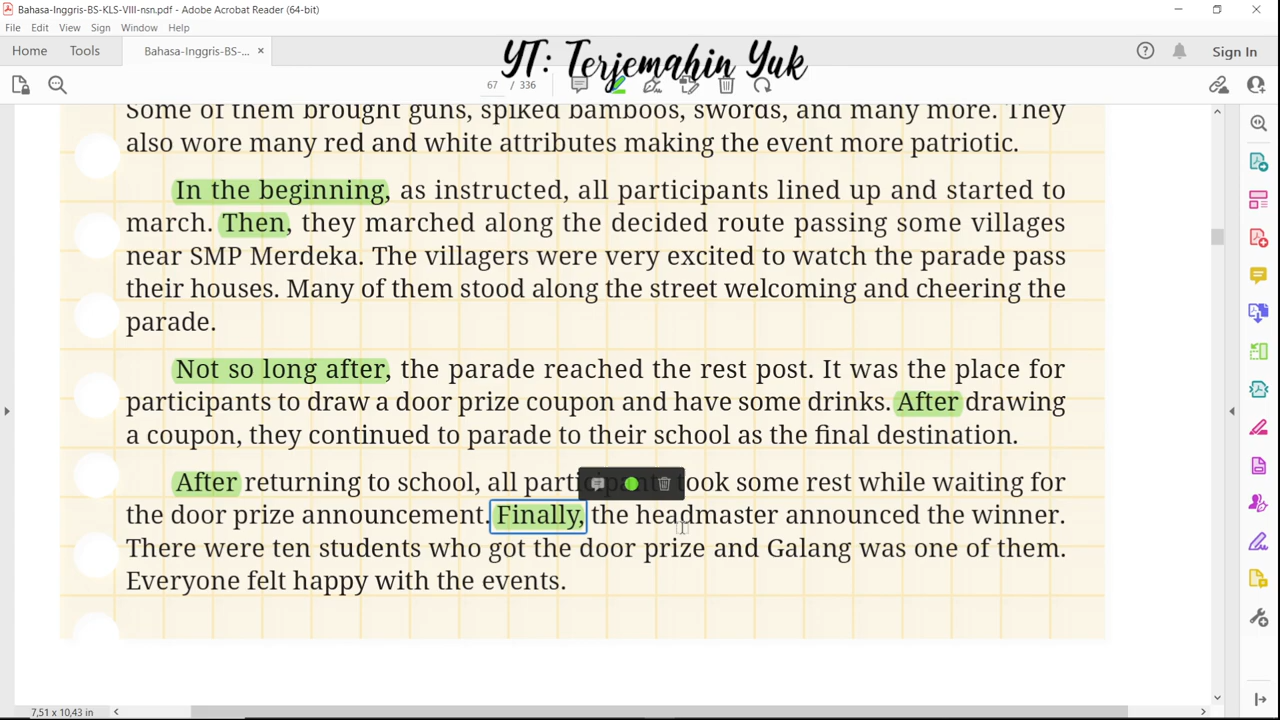 Bahasa-Inggris-BS-KLS-VIII-nsn.pdf - Adobe Acrobat Reader (64-bit)
File Edit View Sign Window Help
Home Tools Bahasa-Inggris-BS-... × Sign In
YT: Terjemahin Yuk
67 / 336
Some of them brought guns, spiked bamboos, swords, and many more. They
also wore many red and white attributes making the event more patriotic.
In the beginning, as instructed, all participants lined up and started to
march. Then, they marched along the decided route passing some villages
near SMP Merdeka. The villagers were very excited to watch the parade pass
their houses. Many of them stood along the street welcoming and cheering the
parade.
Not so long after, the parade reached the rest post. It was the place for
participants to draw a door prize coupon and have some drinks. After drawing
a coupon, they continued to parade to their school as the final destination.
After returning to school, all participants took some rest while waiting for
the door prize announcement. Finally, the headmaster announced the winner.
There were ten students who got the door prize and Galang was one of them.
Everyone felt happy with the events.
7,51 x 10,43 in